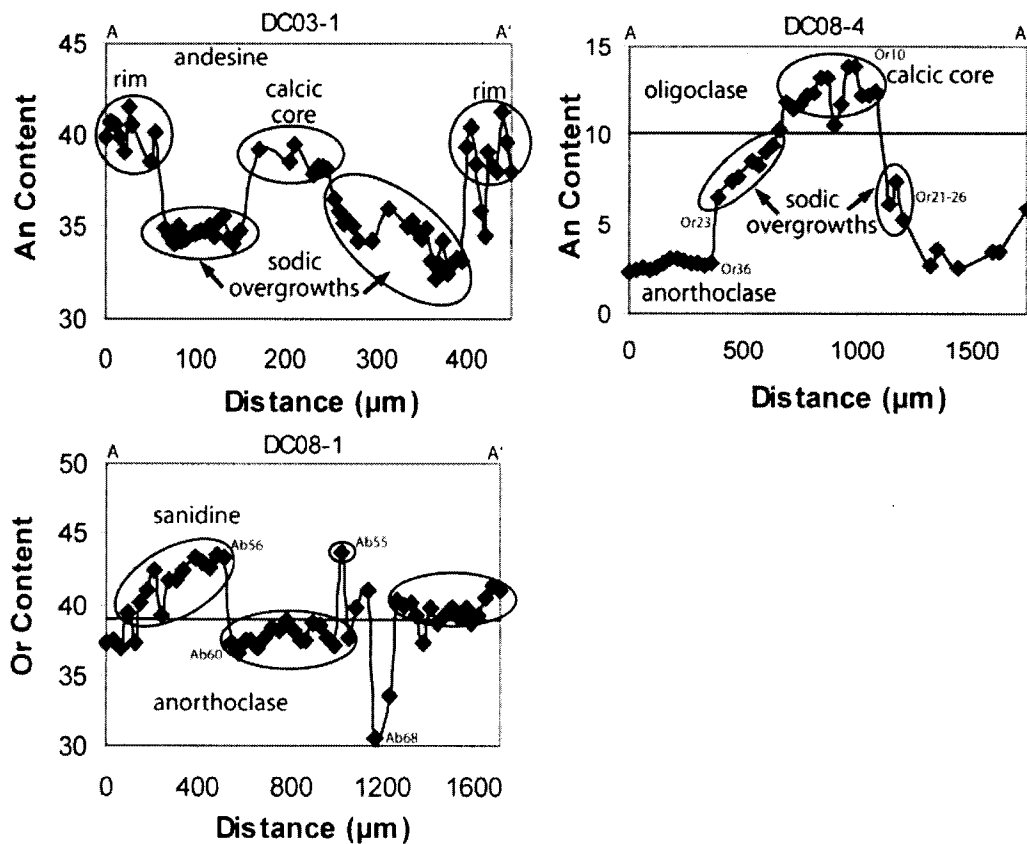 DC03-1
A A'
45
andesine
rim
calcic
core
rim
40
An Content
35
sodic
overgrowths
30
0 100 200 300 400
Distance (µm)
DC08-4
A A
15
Or10
calcic core
oligoclase
10
An Content
sodic
overgrowths
Or21-26
5
Or23
Or36
anorthoclase
0
0 500 1000 1500
Distance (µm)
DC08-1
A A'
50
sanidine
45
Ab56
Ab55
40
Or Content
Ab60
35
anorthoclase
Ab68
30
0 400 800 1200 1600
Distance (µm)